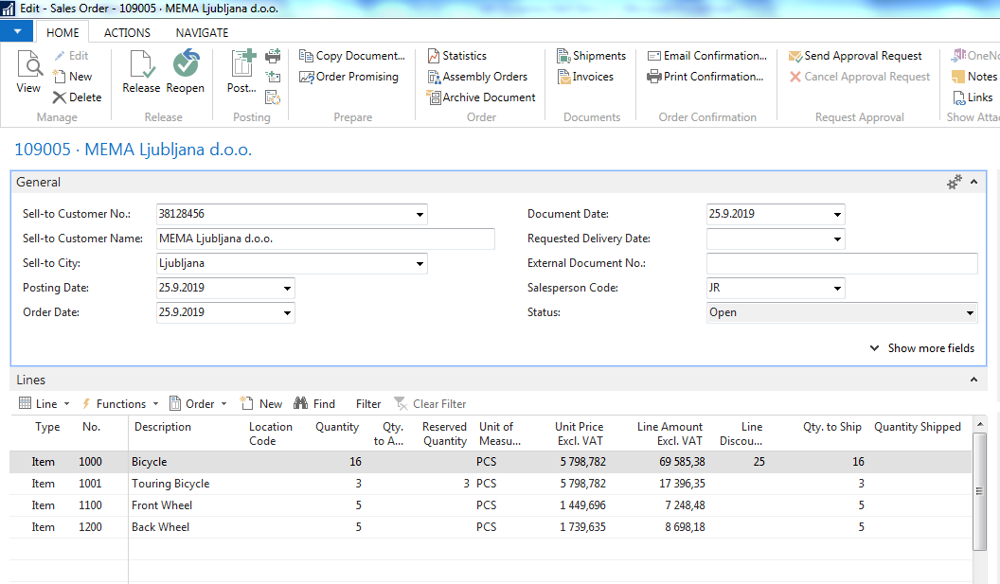 Edit - Sales Order - 109005 · MEMA Ljubljana d.o.o.
HOME ACTIONS NAVIGATE
View
Edit
New
Delete
Manage
Release
Reopen
Release
Post...
Posting
Copy Document...
Order Promising
Prepare
Statistics
Assembly Orders
Archive Document
Order
Shipments
Invoices
Documents
Email Confirmation...
Print Confirmation...
Order Confirmation
Send Approval Request
Cancel Approval Request
Request Approval
OneNo
Notes
Links
Show Attac
109005 · MEMA Ljubljana d.o.o.
General
Sell-to Customer No.: 38128456
Sell-to Customer Name: MEMA Ljubljana d.o.o.
Sell-to City: Ljubljana
Posting Date: 25.9.2019
Order Date: 25.9.2019
Document Date: 25.9.2019
Requested Delivery Date:
External Document No.:
Salesperson Code: JR
Status: Open
Show more fields
Lines
Line Functions Order New Find Filter Clear Filter
Type No. Description Location Code Quantity Qty. to A... Reserved Quantity Unit of Measu... Unit Price Excl. VAT Line Amount Excl. VAT Line Discou... Qty. to Ship Quantity Shipped
Item 1000 Bicycle 16 PCS 5 798,782 69 585,38 25 16
Item 1001 Touring Bicycle 3 3 PCS 5 798,782 17 396,35 3
Item 1100 Front Wheel 5 PCS 1 449,696 7 248,48 5
Item 1200 Back Wheel 5 PCS 1 739,635 8 698,18 5